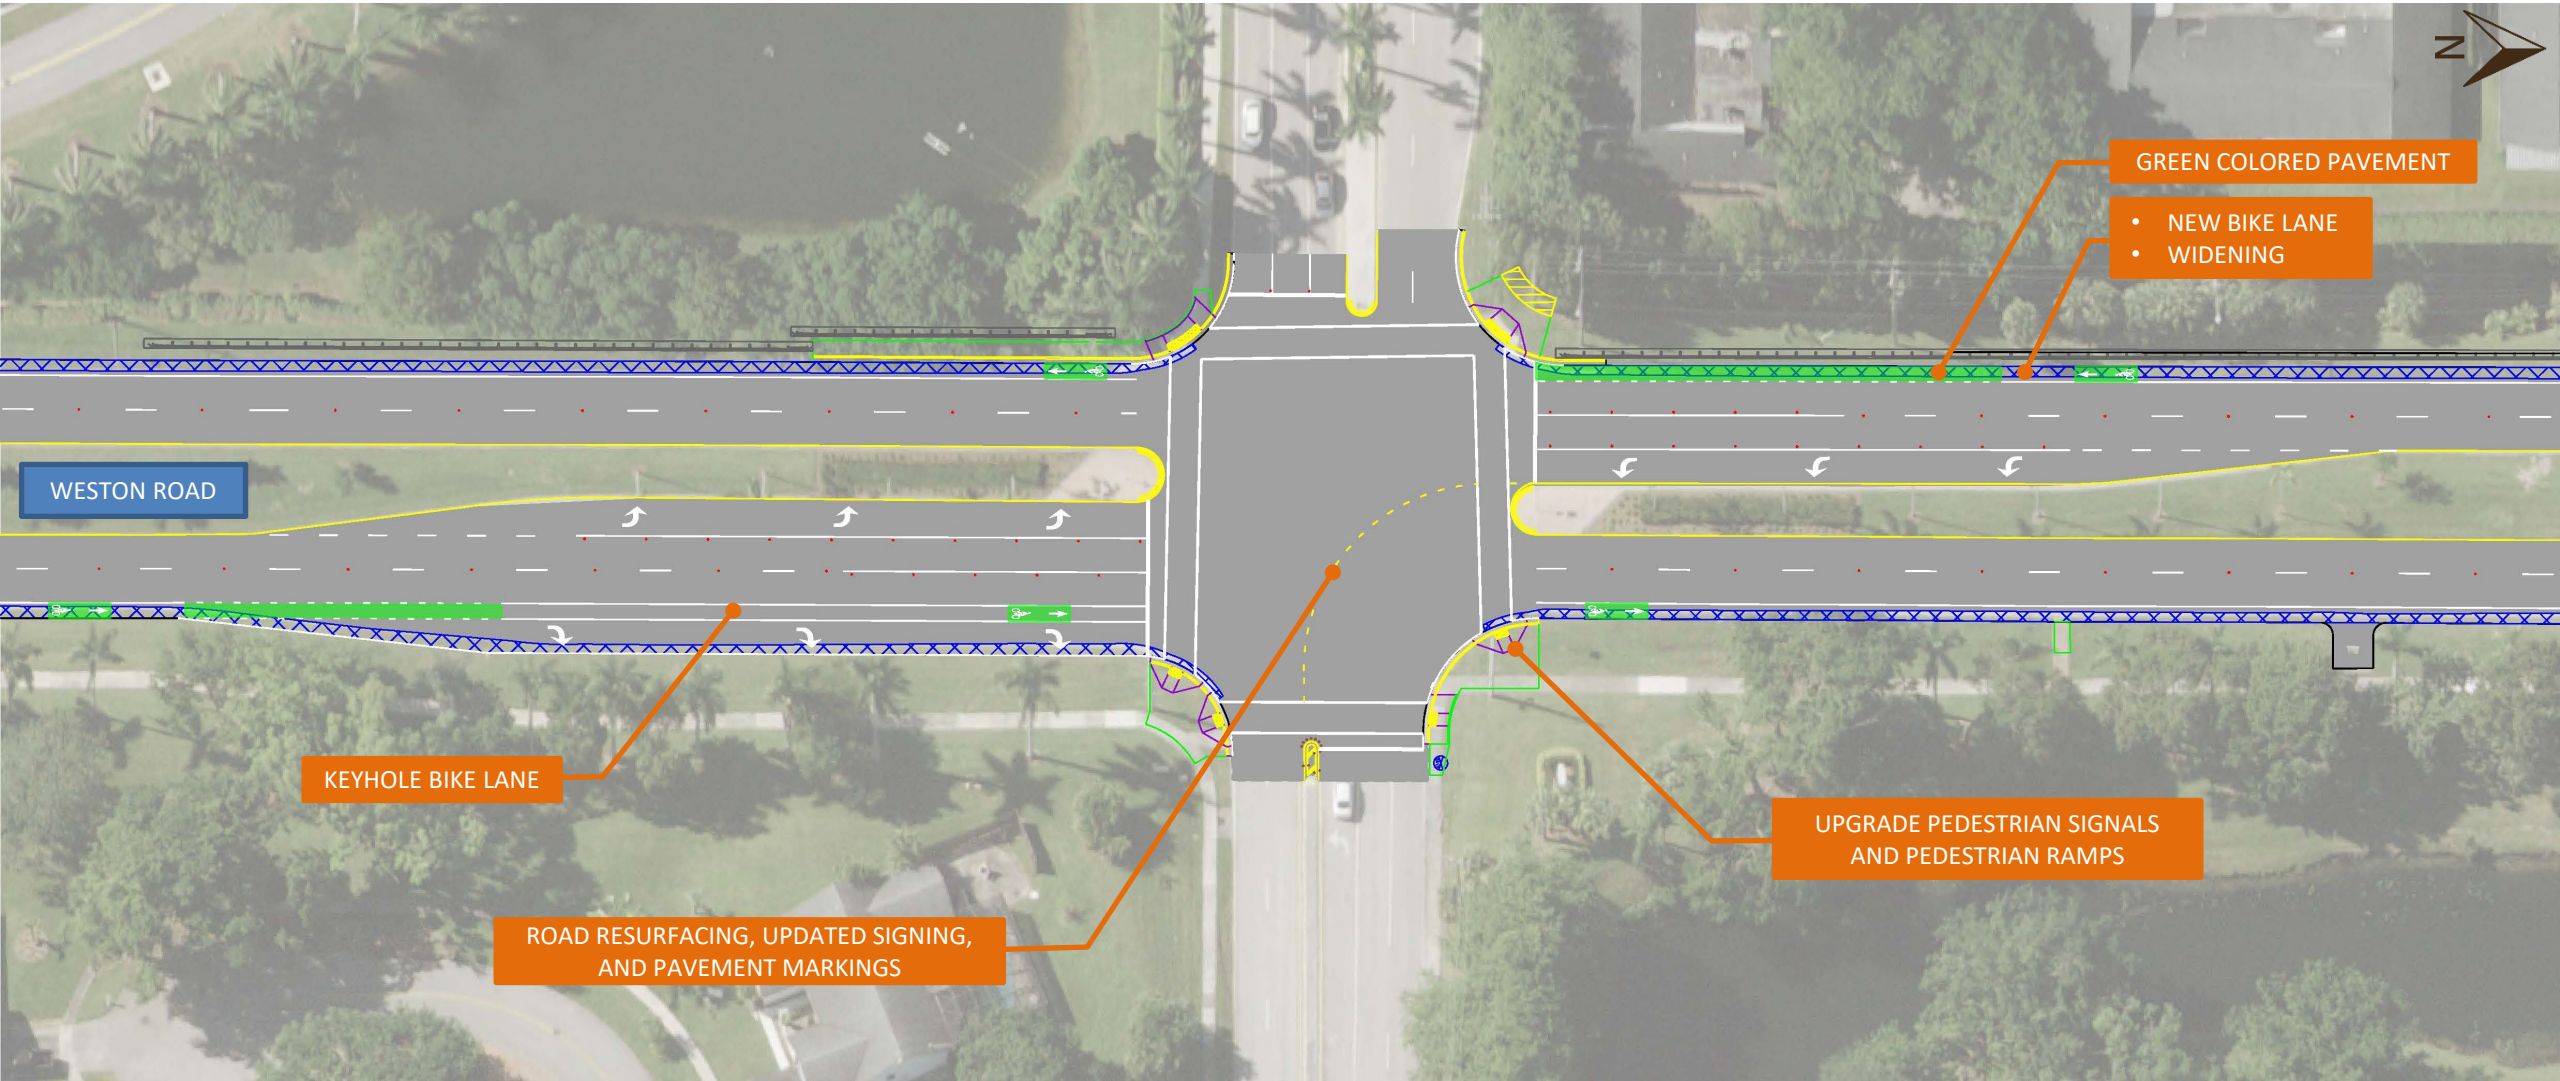 N
GREEN COLORED PAVEMENT
• NEW BIKE LANE
• WIDENING
WESTON ROAD
KEYHOLE BIKE LANE
UPGRADE PEDESTRIAN SIGNALS
AND PEDESTRIAN RAMPS
ROAD RESURFACING, UPDATED SIGNING,
AND PAVEMENT MARKINGS